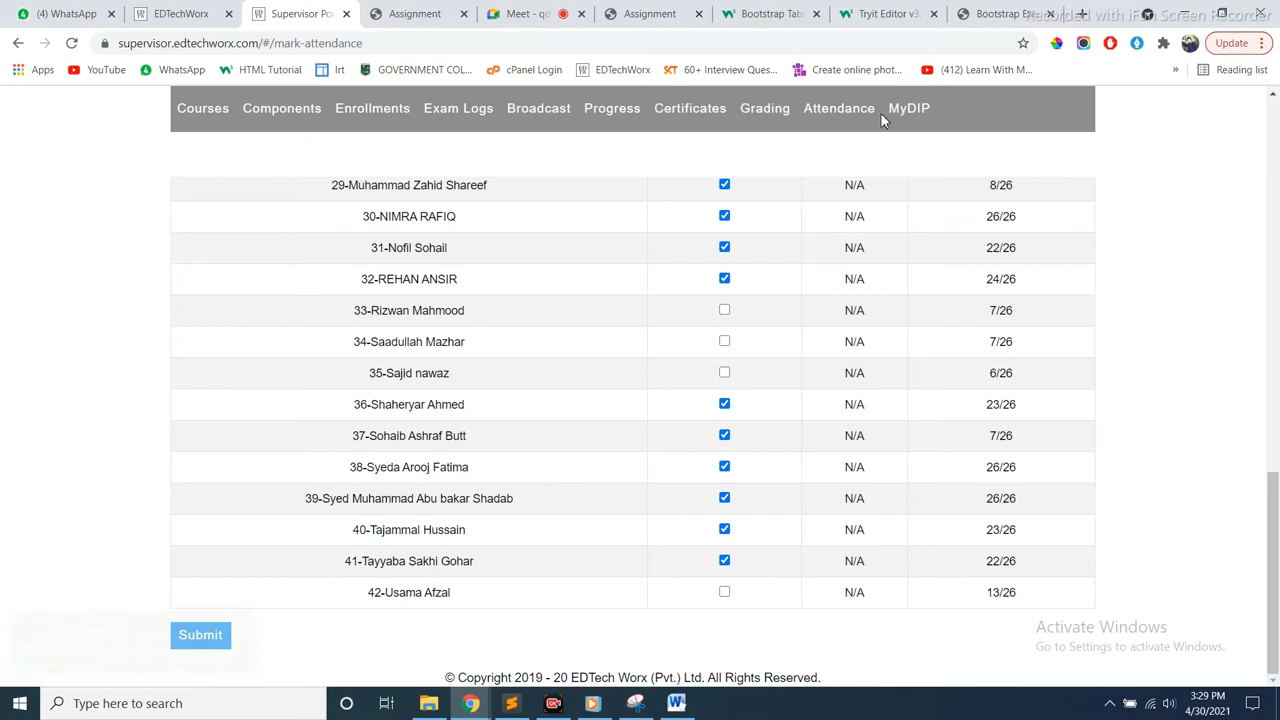 (4) WhatsApp
EDTechWorx
Supervisor Po
Assignment
Meet - qd
Assignment
Bootstrap Tab
Tryit Editor v3.
Bootstrap Ex
Recorded with iFun Screen Recorder
supervisor.edtechworx.com/#/mark-attendance
Update
Apps
YouTube
WhatsApp
HTML Tutorial
lrt
GOVERNMENT COL...
cPanel Login
EDTechWorx
60+ Interview Ques...
Create online phot...
(412) Learn With M...
»
Reading list
Courses Components Enrollments Exam Logs Broadcast Progress Certificates Grading Attendance MyDIP
29-Muhammad Zahid Shareef N/A 8/26
30-NIMRA RAFIQ N/A 26/26
31-Nofil Sohail N/A 22/26
32-REHAN ANSIR N/A 24/26
33-Rizwan Mahmood N/A 7/26
34-Saadullah Mazhar N/A 7/26
35-Sajid nawaz N/A 6/26
36-Shaheryar Ahmed N/A 23/26
37-Sohaib Ashraf Butt N/A 7/26
38-Syeda Arooj Fatima N/A 26/26
39-Syed Muhammad Abu bakar Shadab N/A 26/26
40-Tajammal Hussain N/A 23/26
41-Tayyaba Sakhi Gohar N/A 22/26
42-Usama Afzal N/A 13/26
Submit
Activate Windows
Go to Settings to activate Windows.
© Copyright 2019 - 20 EDTech Worx (Pvt.) Ltd. All Rights Reserved.
Type here to search
3:29 PM
4/30/2021